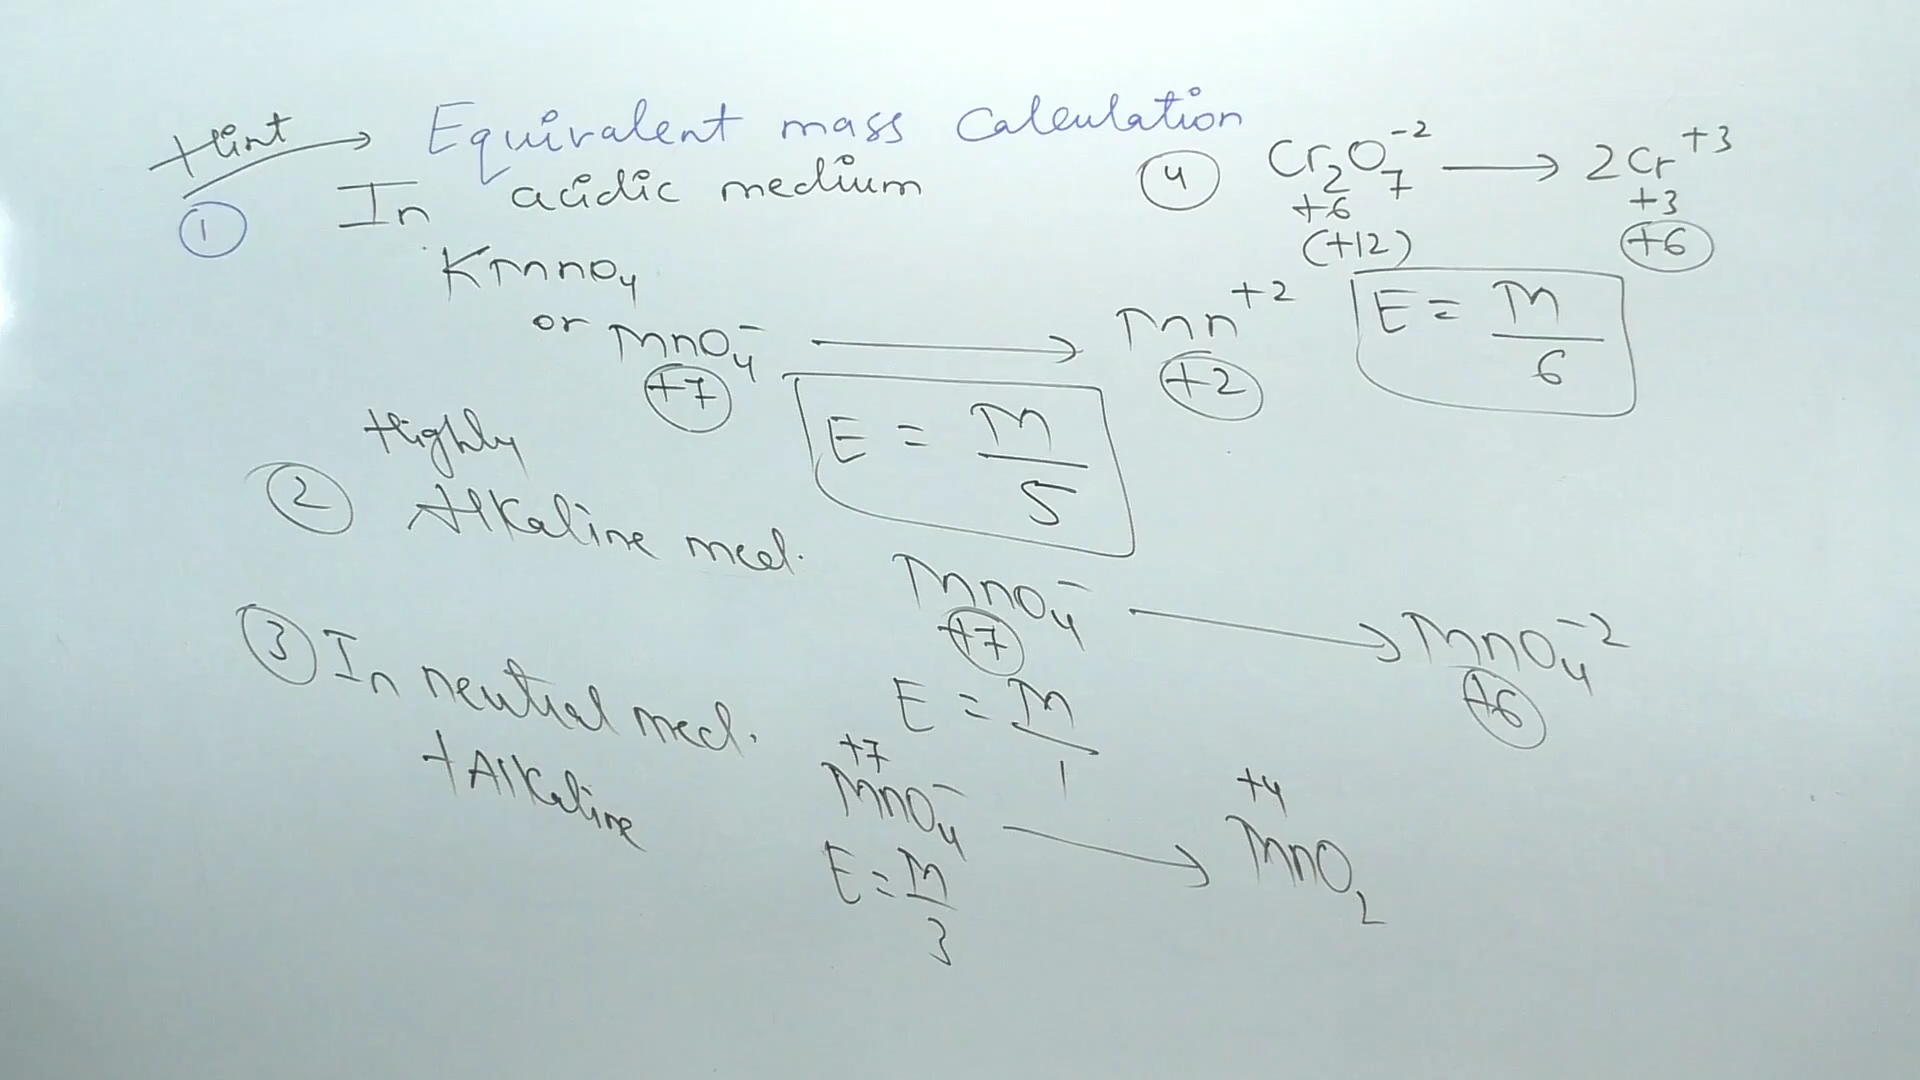 Hint → Equivalent mass Calculation
① In acidic medium
KMnO₄
or MnO₄⁻ ⟶ Mn⁺²
+7 +2
E = M/5
② Highly
Alkaline med.
MnO₄⁻ ⟶ MnO₄⁻²
+7 +6
E = M/1
③ In neutral med.
+Alkaline
+7 +4
MnO₄⁻ ⟶ MnO₂
E = M/3
④ Cr₂O₇⁻² ⟶ 2Cr⁺³
+6 +3
(+12) +6
E = M/6